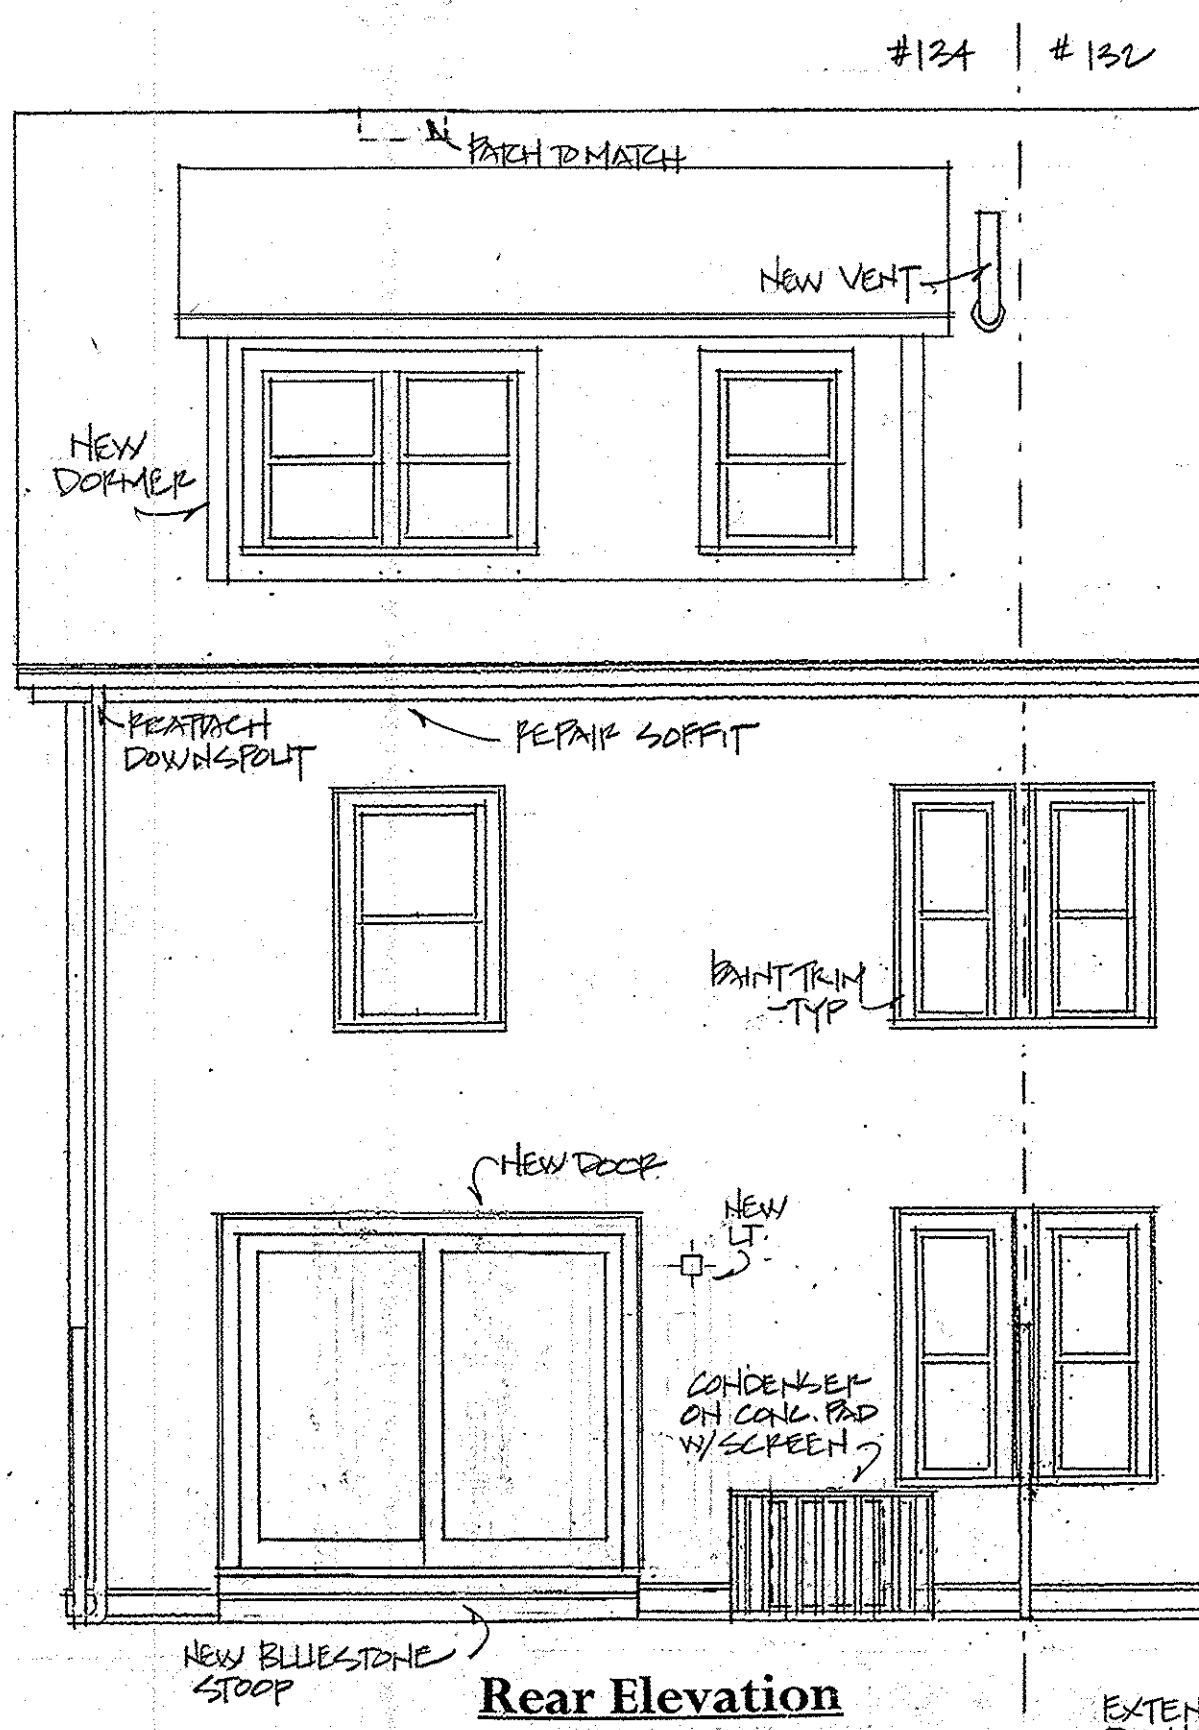 #134 # 132
PATCH TO MATCH
NEW VENT
NEW
DORMER
REATTACH
DOWNSPOUT
REPAIR SOFFIT
PAINT TRIM
-TYP
NEW DOOR
NEW
LT.
CONDENSER
ON CONC. PAD
W/SCREEN
NEW BLUESTONE
STOOP
Rear Elevation
EXTEN